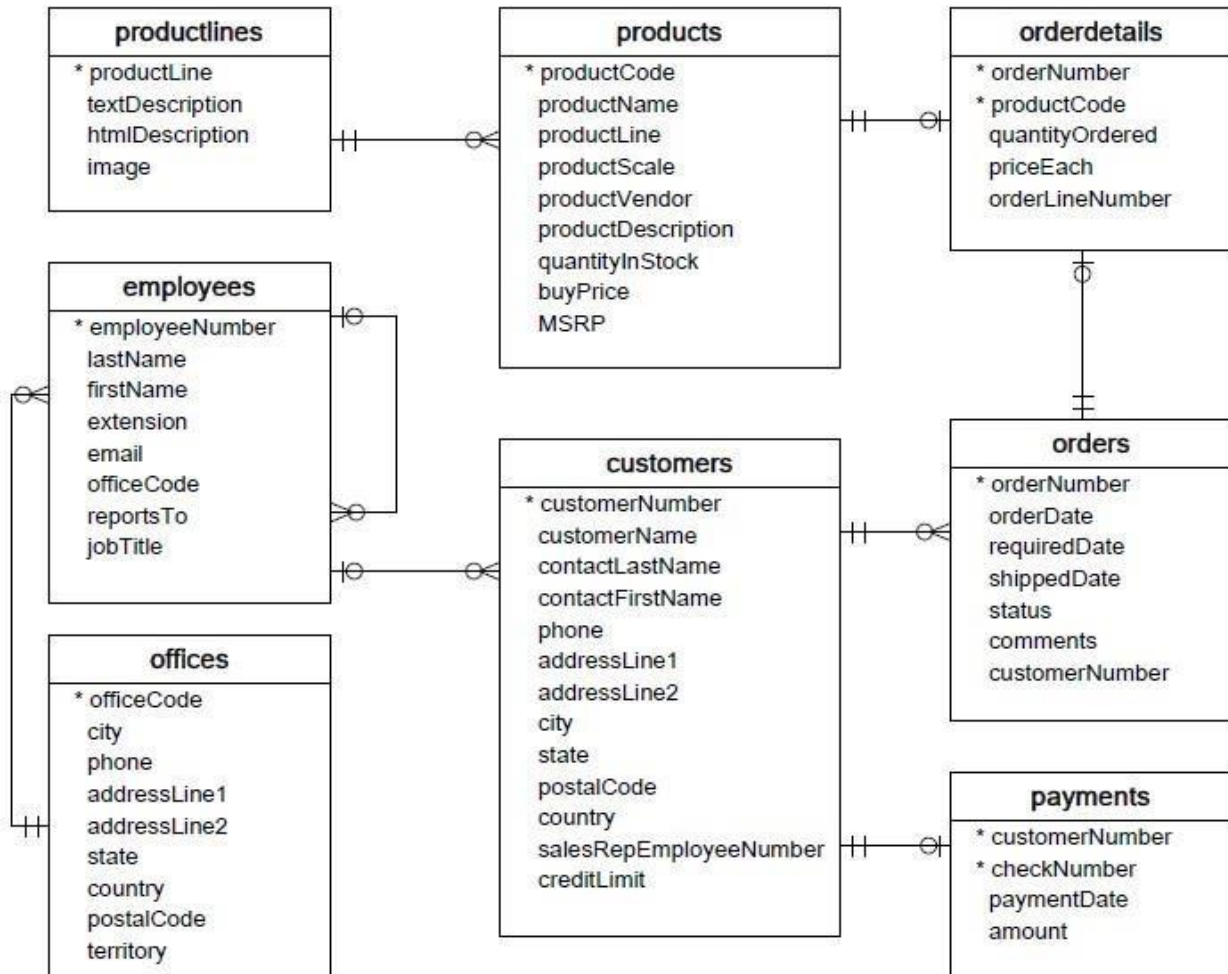 productlines
* productLine
textDescription
htmlDescription
image
products
* productCode
productName
productLine
productScale
productVendor
productDescription
quantityInStock
buyPrice
MSRP
orderdetails
* orderNumber
* productCode
quantityOrdered
priceEach
orderLineNumber
employees
* employeeNumber
lastName
firstName
extension
email
officeCode
reportsTo
jobTitle
customers
* customerNumber
customerName
contactLastName
contactFirstName
phone
addressLine1
addressLine2
city
state
postalCode
country
salesRepEmployeeNumber
creditLimit
orders
* orderNumber
orderDate
requiredDate
shippedDate
status
comments
customerNumber
offices
* officeCode
city
phone
addressLine1
addressLine2
state
country
postalCode
territory
payments
* customerNumber
* checkNumber
paymentDate
amount